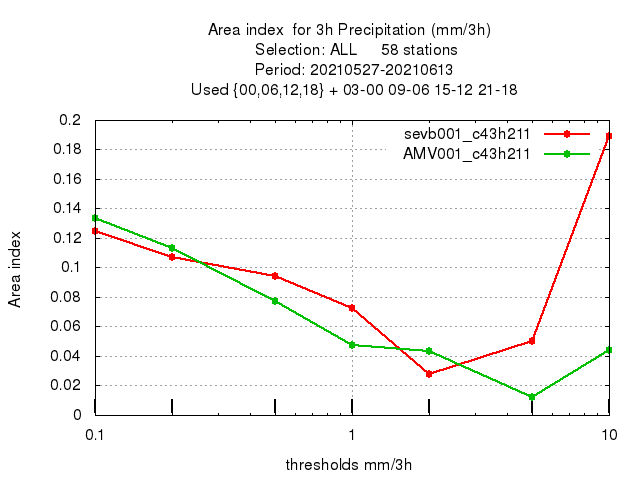 Area index  for 3h Precipitation (mm/3h)
Selection: ALL     58 stations
Period: 20210527-20210613
Used {00,06,12,18} + 03-00 09-06 15-12 21-18
sevb001_c43h211
AMV001_c43h211
0.2
0.18
0.16
0.14
0.12
0.1
0.08
0.06
0.04
0.02
0
Area index
0.1 1 10
thresholds mm/3h